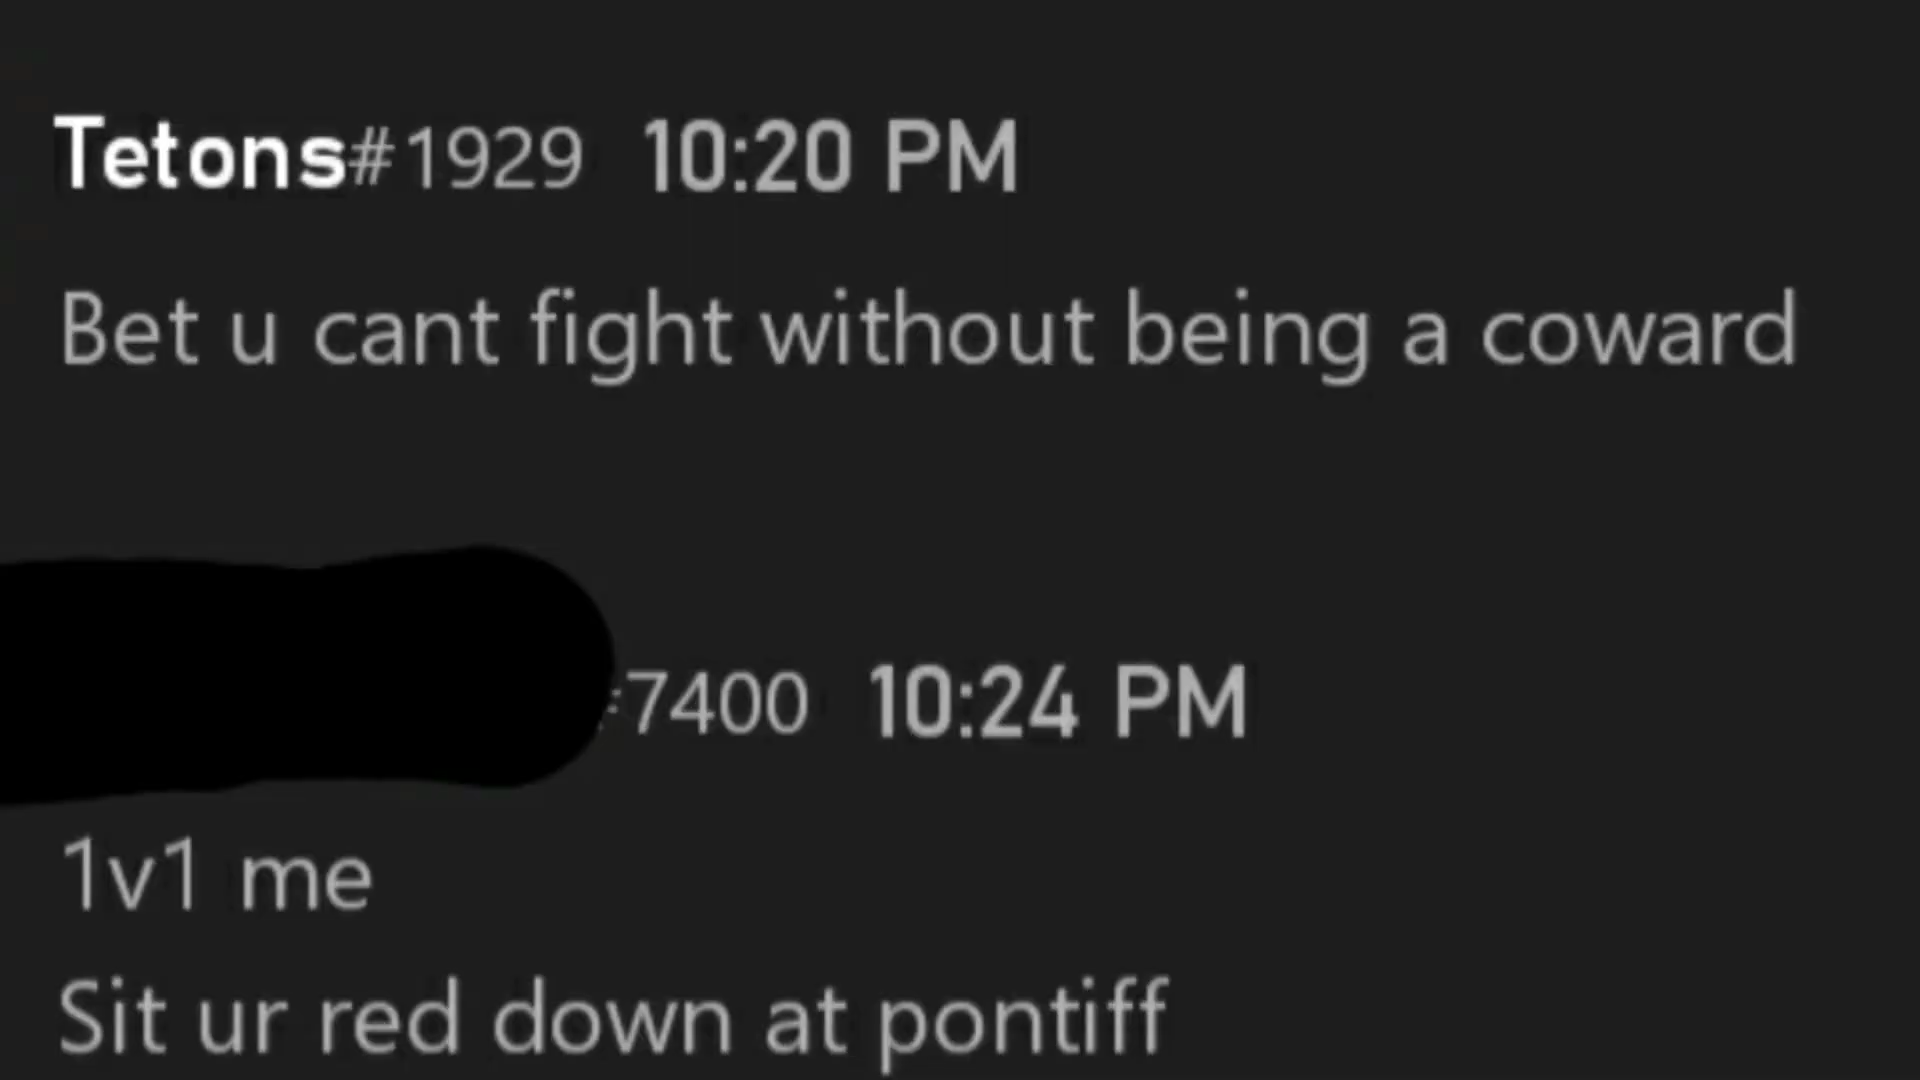 Tetons#1929 10:20 PM
Bet u cant fight without being a coward
#7400 10:24 PM
1v1 me
Sit ur red down at pontiff